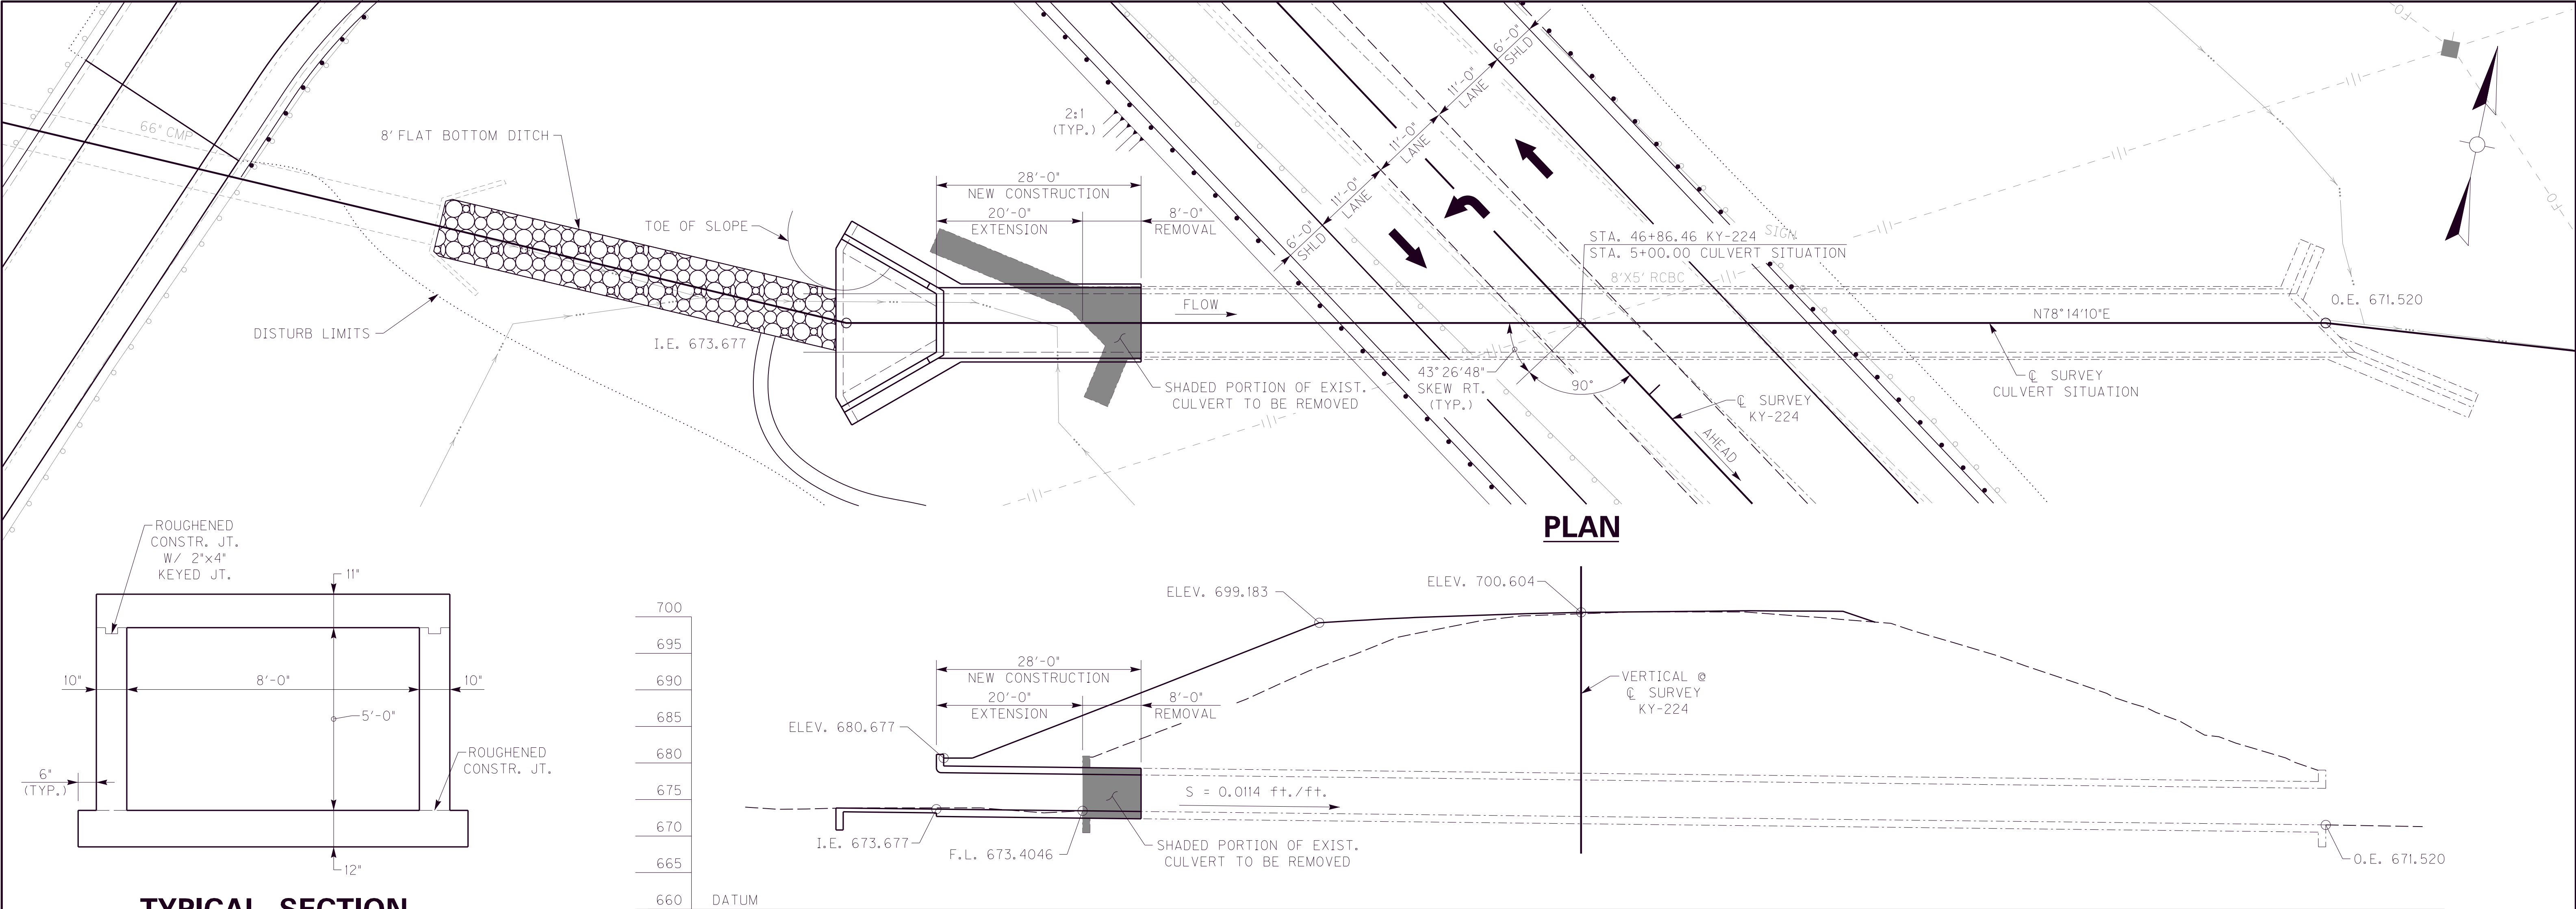 66" CMP
8' FLAT BOTTOM DITCH
TOE OF SLOPE
DISTURB LIMITS
I.E. 673.677
28'-0"
NEW CONSTRUCTION
20'-0"
EXTENSION
8'-0"
REMOVAL
2:1
(TYP.)
6'-0"
SHLD
11'-0"
LANE
11'-0"
LANE
11'-0"
LANE
6'-0"
SHLD
FLOW
SHADED PORTION OF EXIST.
CULVERT TO BE REMOVED
STA. 46+86.46 KY-224
STA. 5+00.00 CULVERT SITUATION
SIGN
8'X5' RCBC
43°26'48"
SKEW RT.
(TYP.)
90°
℄ SURVEY
KY-224
AHEAD
N78°14'10"E
℄ SURVEY
CULVERT SITUATION
O.E. 671.520
FO
FO
PLAN
ROUGHENED
CONSTR. JT.
W/ 2"x4"
KEYED JT.
11"
10"
8'-0"
10"
5'-0"
6"
(TYP.)
ROUGHENED
CONSTR. JT.
12"
TYPICAL SECTION
700
695
690
685
680
675
670
665
660 DATUM
ELEV. 680.677
28'-0"
NEW CONSTRUCTION
20'-0"
EXTENSION
8'-0"
REMOVAL
ELEV. 699.183
ELEV. 700.604
VERTICAL @
℄ SURVEY
KY-224
S = 0.0114 ft./ft.
I.E. 673.677
F.L. 673.4046
SHADED PORTION OF EXIST.
CULVERT TO BE REMOVED
O.E. 671.520